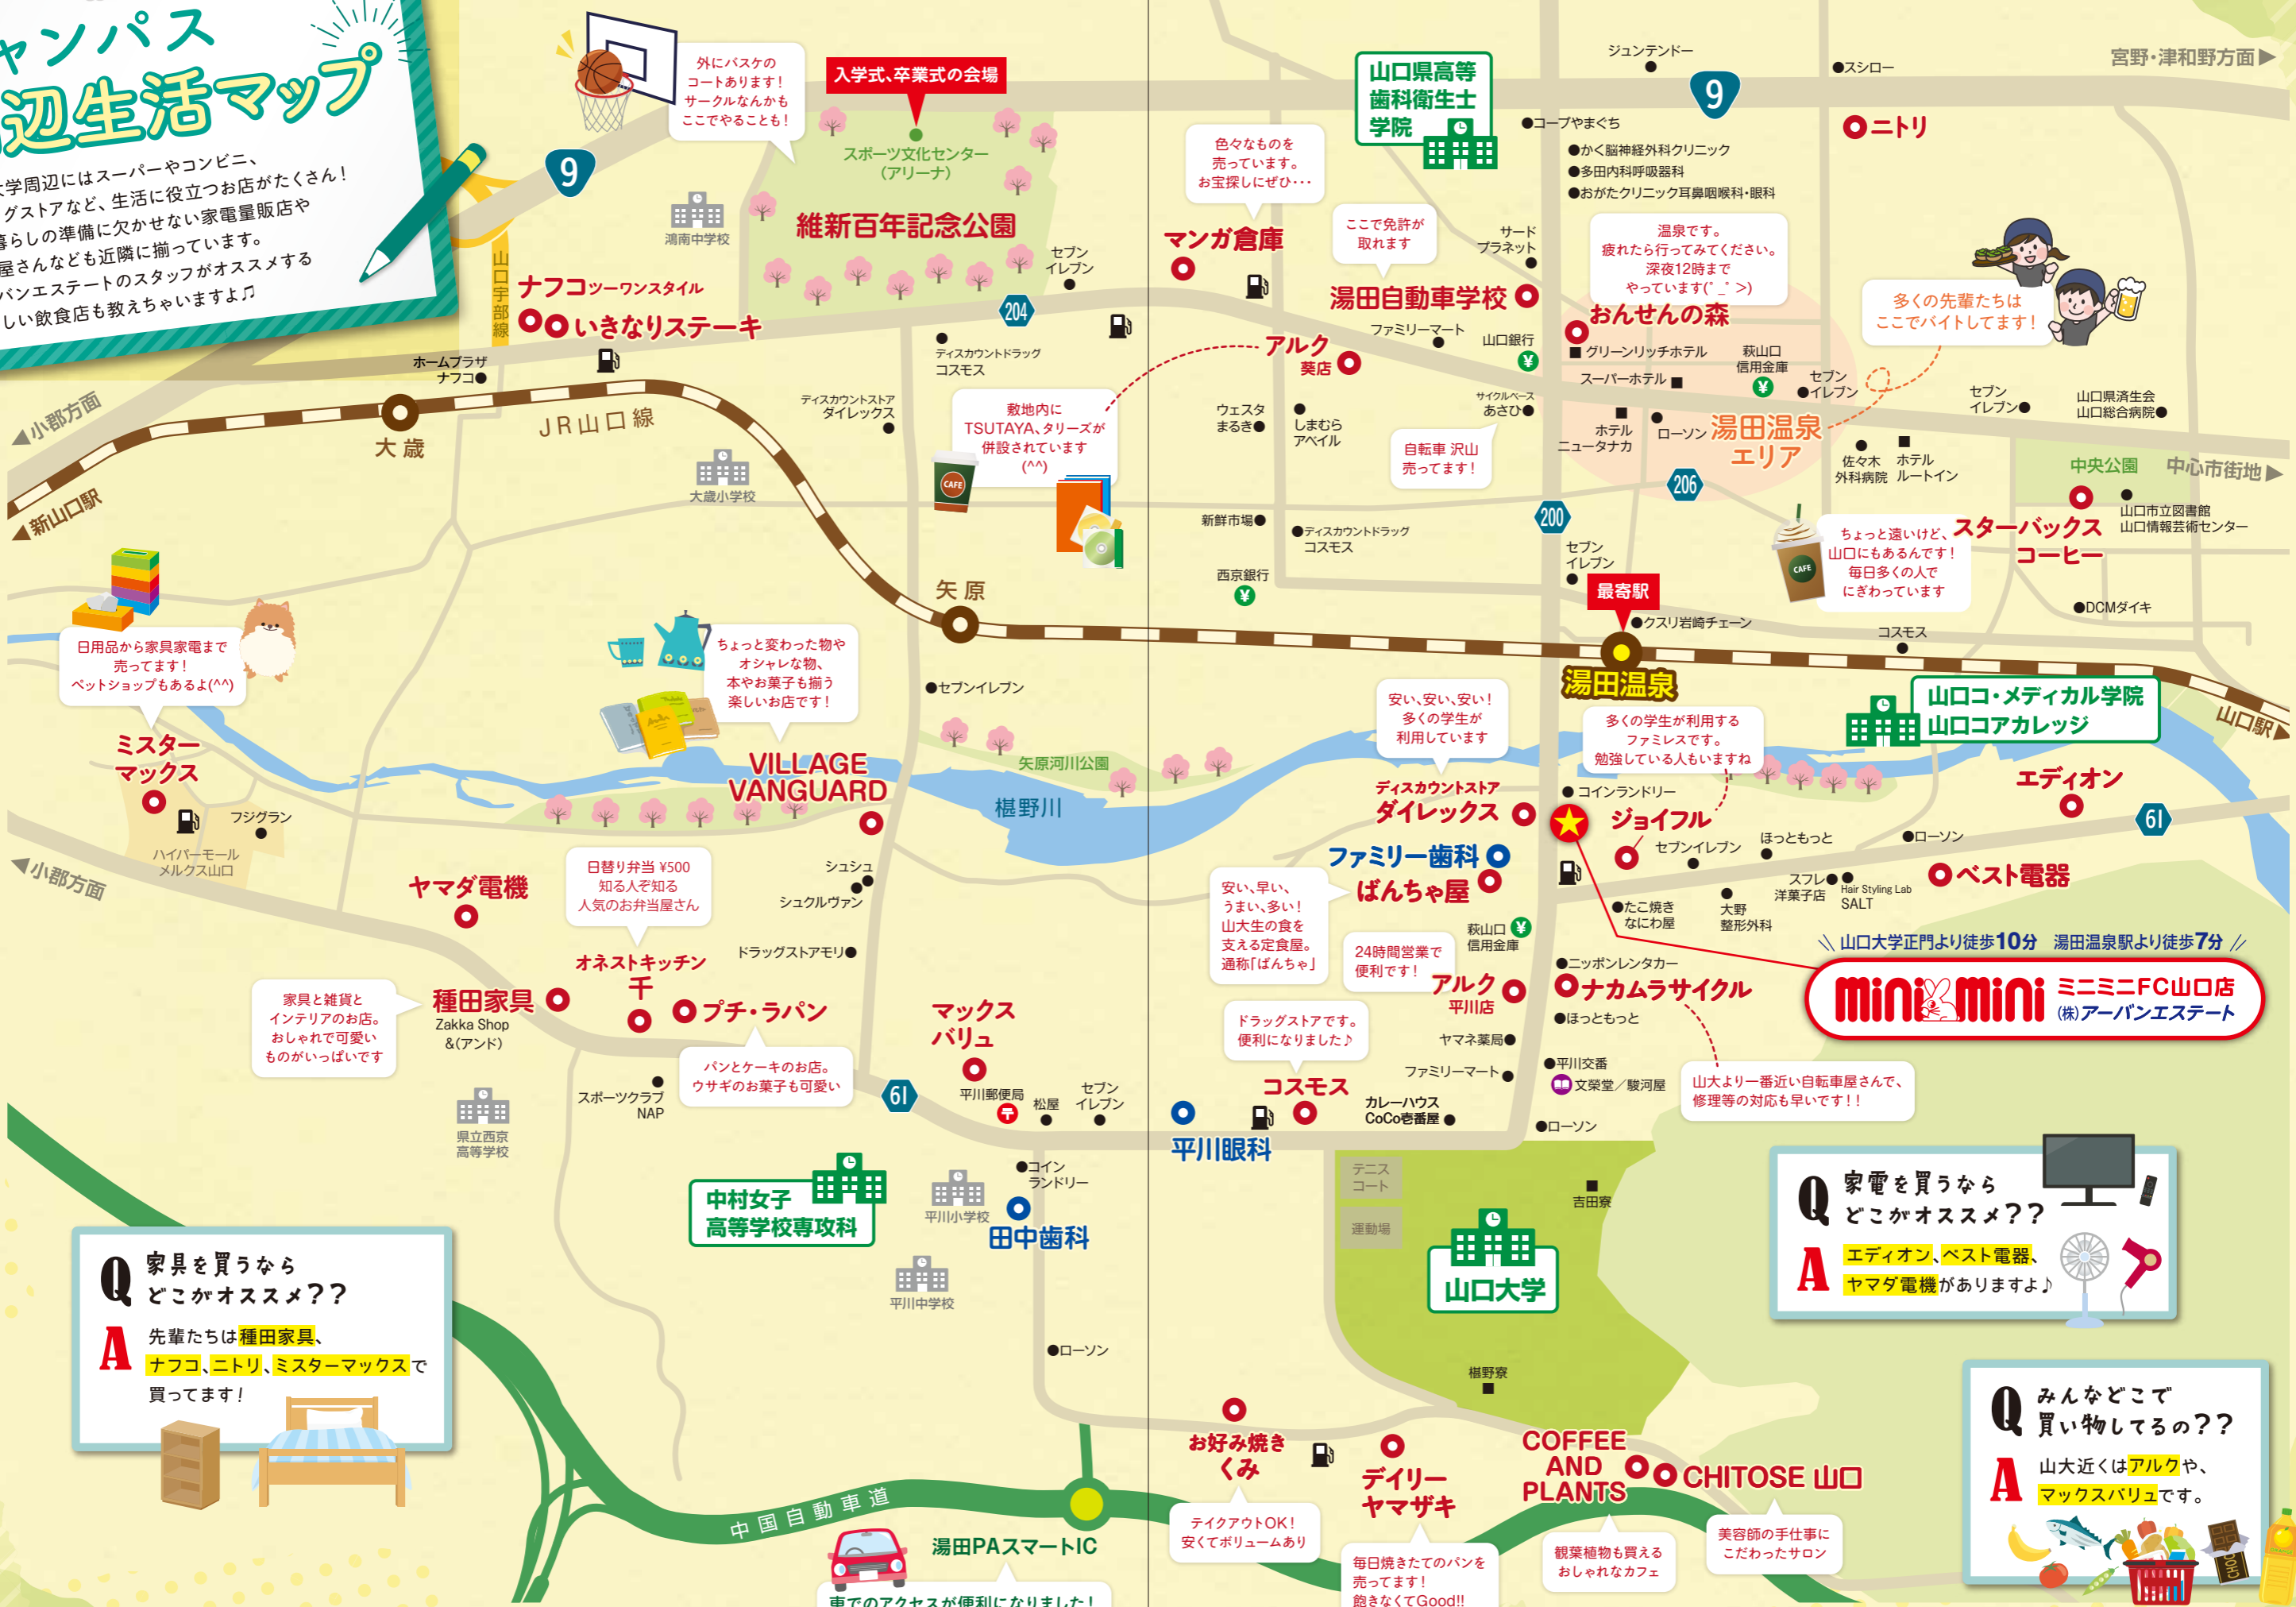 キャンパス
辺生活マップ
大学周辺にはスーパーやコンビニ、
グストアなど、生活に役立つお店がたくさん！
暮らしの準備に欠かせない家電量販店や
屋さんなども近隣に揃っています。
バンエステートのスタッフがオススメする
しい飲食店も教えちゃいますよ♫
外にバスケの
コートあります！
サークルなんかも
ここでやることも！
入学式、卒業式の会場
スポーツ文化センター
（アリーナ）
維新百年記念公園
鴻南中学校
9
山口宇部線
ナフコツーワンスタイル
いきなりステーキ
ホームプラザ
ナフコ
小郡方面
新山口駅
大歳
JR山口線
セブン
イレブン
204
ディスカウントドラッグ
コスモス
ディスカウントストア
ダイレックス
大歳小学校
敷地内に
TSUTAYA、タリーズが
併設されています
(^^)
CAFE
矢原
色々なものを
売っています。
お宝探しにぜひ･･･
マンガ倉庫
ここで免許が
取れます
湯田自動車学校
山口県高等
歯科衛生士
学院
ジュンテンドー
9
スシロー
宮野・津和野方面
ニトリ
コープやまぐち
かく脳神経外科クリニック
多田内科呼吸器科
おがたクリニック耳鼻咽喉科・眼科
サード
プラネット
温泉です。
疲れたら行ってみてください。
深夜12時まで
やっています(ﾟ_ﾟ>)
おんせんの森
多くの先輩たちは
ここでバイトしてます！
アルク
葵店
ファミリーマート
山口銀行
¥
グリーンリッチホテル
萩山口
信用金庫
¥
スーパーホテル
セブン
イレブン
サイクルベース
あさひ
ウェスタ
まるき
しまむら
アベイル
自転車 沢山
売ってます！
ホテル
ニュータナカ
ローソン
湯田温泉
エリア
佐々木
外科病院
ホテル
ルートイン
セブン
イレブン
山口県済生会
山口総合病院
中央公園
中心市街地
206
200
新鮮市場
ディスカウントドラッグ
コスモス
西京銀行
¥
セブン
イレブン
最寄駅
クスリ岩崎チェーン
湯田温泉
CAFE
ちょっと遠いけど、
山口にもあるんです！
毎日多くの人で
にぎわっています
スターバックス
コーヒー
山口市立図書館
山口情報芸術センター
DCMダイキ
コスモス
山口コ・メディカル学院
山口コアカレッジ
山口駅
日用品から家具家電まで
売ってます！
ペットショップもあるよ(^^)
ミスター
マックス
フジグラン
ハイパーモール
メルクス山口
小郡方面
ちょっと変わった物や
オシャレな物、
本やお菓子も揃う
楽しいお店です！
VILLAGE
VANGUARD
セブンイレブン
矢原河川公園
椹野川
安い、安い、安い！
多くの学生が
利用しています
ディスカウントストア
ダイレックス
多くの学生が利用する
ファミレスです。
勉強している人もいますね
コインランドリー
ジョイフル
セブンイレブン
ほっともっと
ローソン
エディオン
61
ファミリー歯科
ばんちゃ屋
安い、早い、
うまい、多い！
山大生の食を
支える定食屋。
通称「ばんちゃ」
スフレ
洋菓子店
Hair Styling Lab
SALT
ベスト電器
たこ焼き
なにわ屋
大野
整形外科
萩山口
信用金庫
¥
24時間営業で
便利です！
アルク
平川店
山口大学正門より徒歩10分　湯田温泉駅より徒歩7分
mini mini
ミニミニFC山口店
(株)アーバンエステート
ニッポンレンタカー
ナカムラサイクル
ほっともっと
ヤマネ薬局
ファミリーマート
平川交番
文榮堂／駿河屋
山大より一番近い自転車屋さんで、
修理等の対応も早いです！！
ローソン
ヤマダ電機
日替り弁当 ¥500
知る人ぞ知る
人気のお弁当屋さん
シュシュ
シュクルヴァン
ドラッグストアモリ
オネストキッチン
千
家具と雑貨と
インテリアのお店。
おしゃれで可愛い
ものがいっぱいです
種田家具
Zakka Shop
&（アンド）
プチ・ラパン
パンとケーキのお店。
ウサギのお菓子も可愛い
マックス
バリュ
平川郵便局
〒
松屋
セブン
イレブン
61
スポーツクラブ
NAP
県立西京
高等学校
ドラッグストアです。
便利になりました♪
コスモス
カレーハウス
CoCo壱番屋
平川眼科
コイン
ランドリー
中村女子
高等学校専攻科
平川小学校
田中歯科
平川中学校
ローソン
テニス
コート
運動場
吉田寮
山口大学
椹野寮
Q 家具を買うなら
どこがオススメ？？
A 先輩たちは種田家具、
ナフコ、ニトリ、ミスターマックスで
買ってます！
Q 家電を買うなら
どこがオススメ？？
A エディオン、ベスト電器、
ヤマダ電機がありますよ♪
Q みんなどこで
買い物してるの？？
A 山大近くはアルクや、
マックスバリュです。
CHOC
お好み焼き
くみ
テイクアウトOK！
安くてボリュームあり
デイリー
ヤマザキ
毎日焼きたてのパンを
売ってます！
飽きなくてGood!!
COFFEE
AND
PLANTS
観葉植物も買える
おしゃれなカフェ
CHITOSE 山口
美容師の手仕事に
こだわったサロン
中国自動車道
湯田PAスマートIC
車でのアクセスが便利になりました！